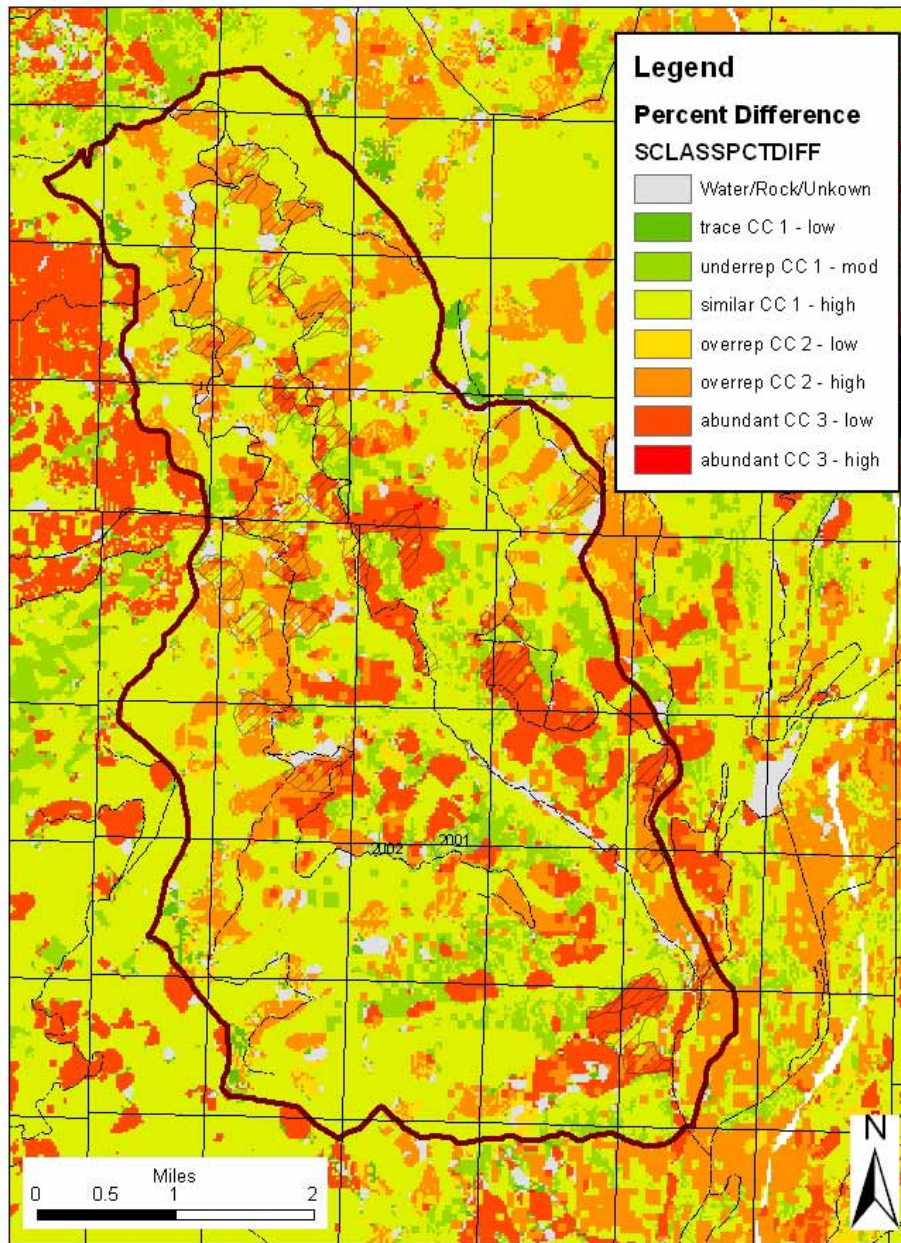 Legend
Percent Difference
SCLASSPCTDIFF
Water/Rock/Unkown
trace CC 1 - low
underrep CC 1 - mod
similar CC 1 - high
overrep CC 2 - low
overrep CC 2 - high
abundant CC 3 - low
abundant CC 3 - high
2002 2001
N
Miles
0 0.5 1 2